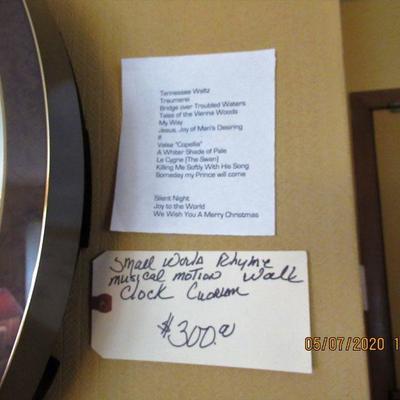 Tennessee Waltz
Traumerei
Bridge over Troubled Waters
Tales of the Vienna Woods
My Way
Jesus, Joy of Man's Desiring
If
Valse "Copelia"
A Whiter Shade of Pale
Le Cygne (The Swan)
Killing Me Softly With His Song
Someday my Prince will come
Silent Night
Joy to the World
We Wish You A Merry Christmas
Small World Rhyme
musical motion Wall
Clock
$300.00
05/07/2020 1